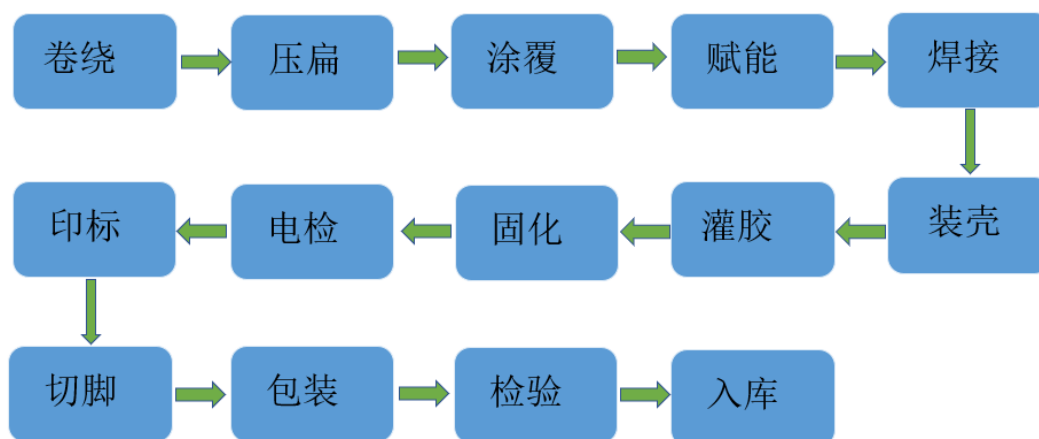 卷绕 压扁 涂覆 赋能 焊接
印标 电检 固化 灌胶 装壳
切脚 包装 检验 入库